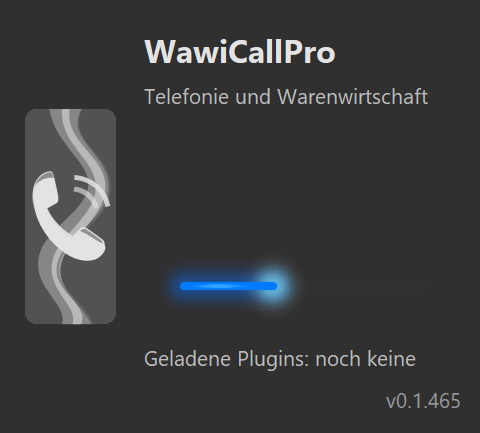 WawiCallPro
Telefonie und Warenwirtschaft
Geladene Plugins: noch keine
v0.1.465